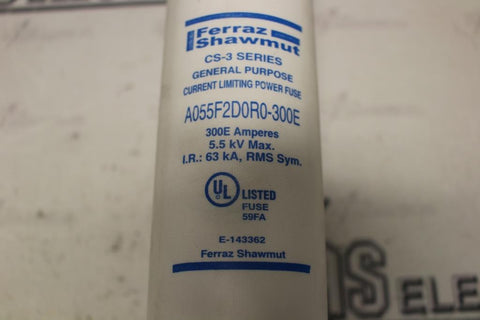 Ferraz
Shawmut
CS-3 SERIES
GENERAL PURPOSE
CURRENT LIMITING POWER FUSE
A055F2D0R0-300E
300E Amperes
5.5 kV Max.
I.R.: 63 kA, RMS Sym.
UL LISTED
FUSE
59FA
E-143362
Ferraz Shawmut